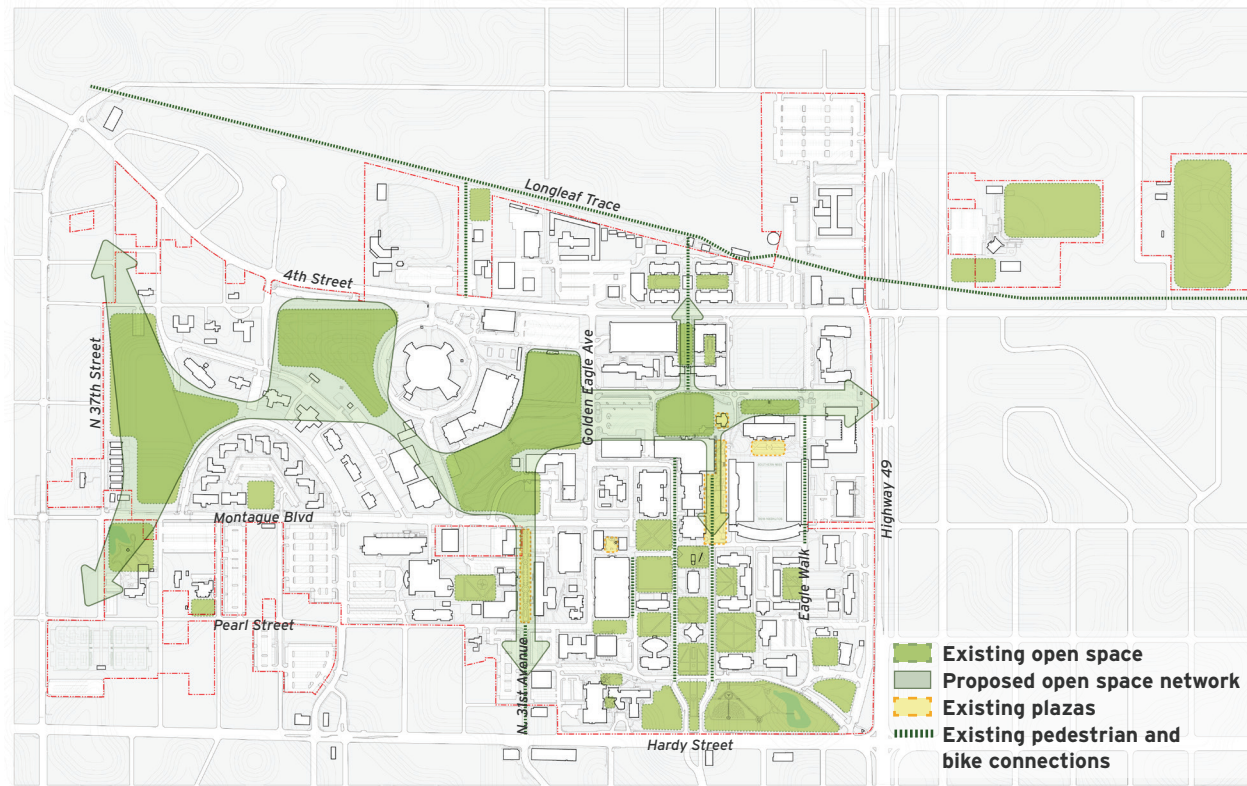 Longleaf Trace
4th Street
N 37th Street
Golden Eagle Ave
Highway 49
Montague Blvd
Eagle Walk
Pearl Street
N. 31st Avenue
Hardy Street
Existing open space
Proposed open space network
Existing plazas
Existing pedestrian and
bike connections